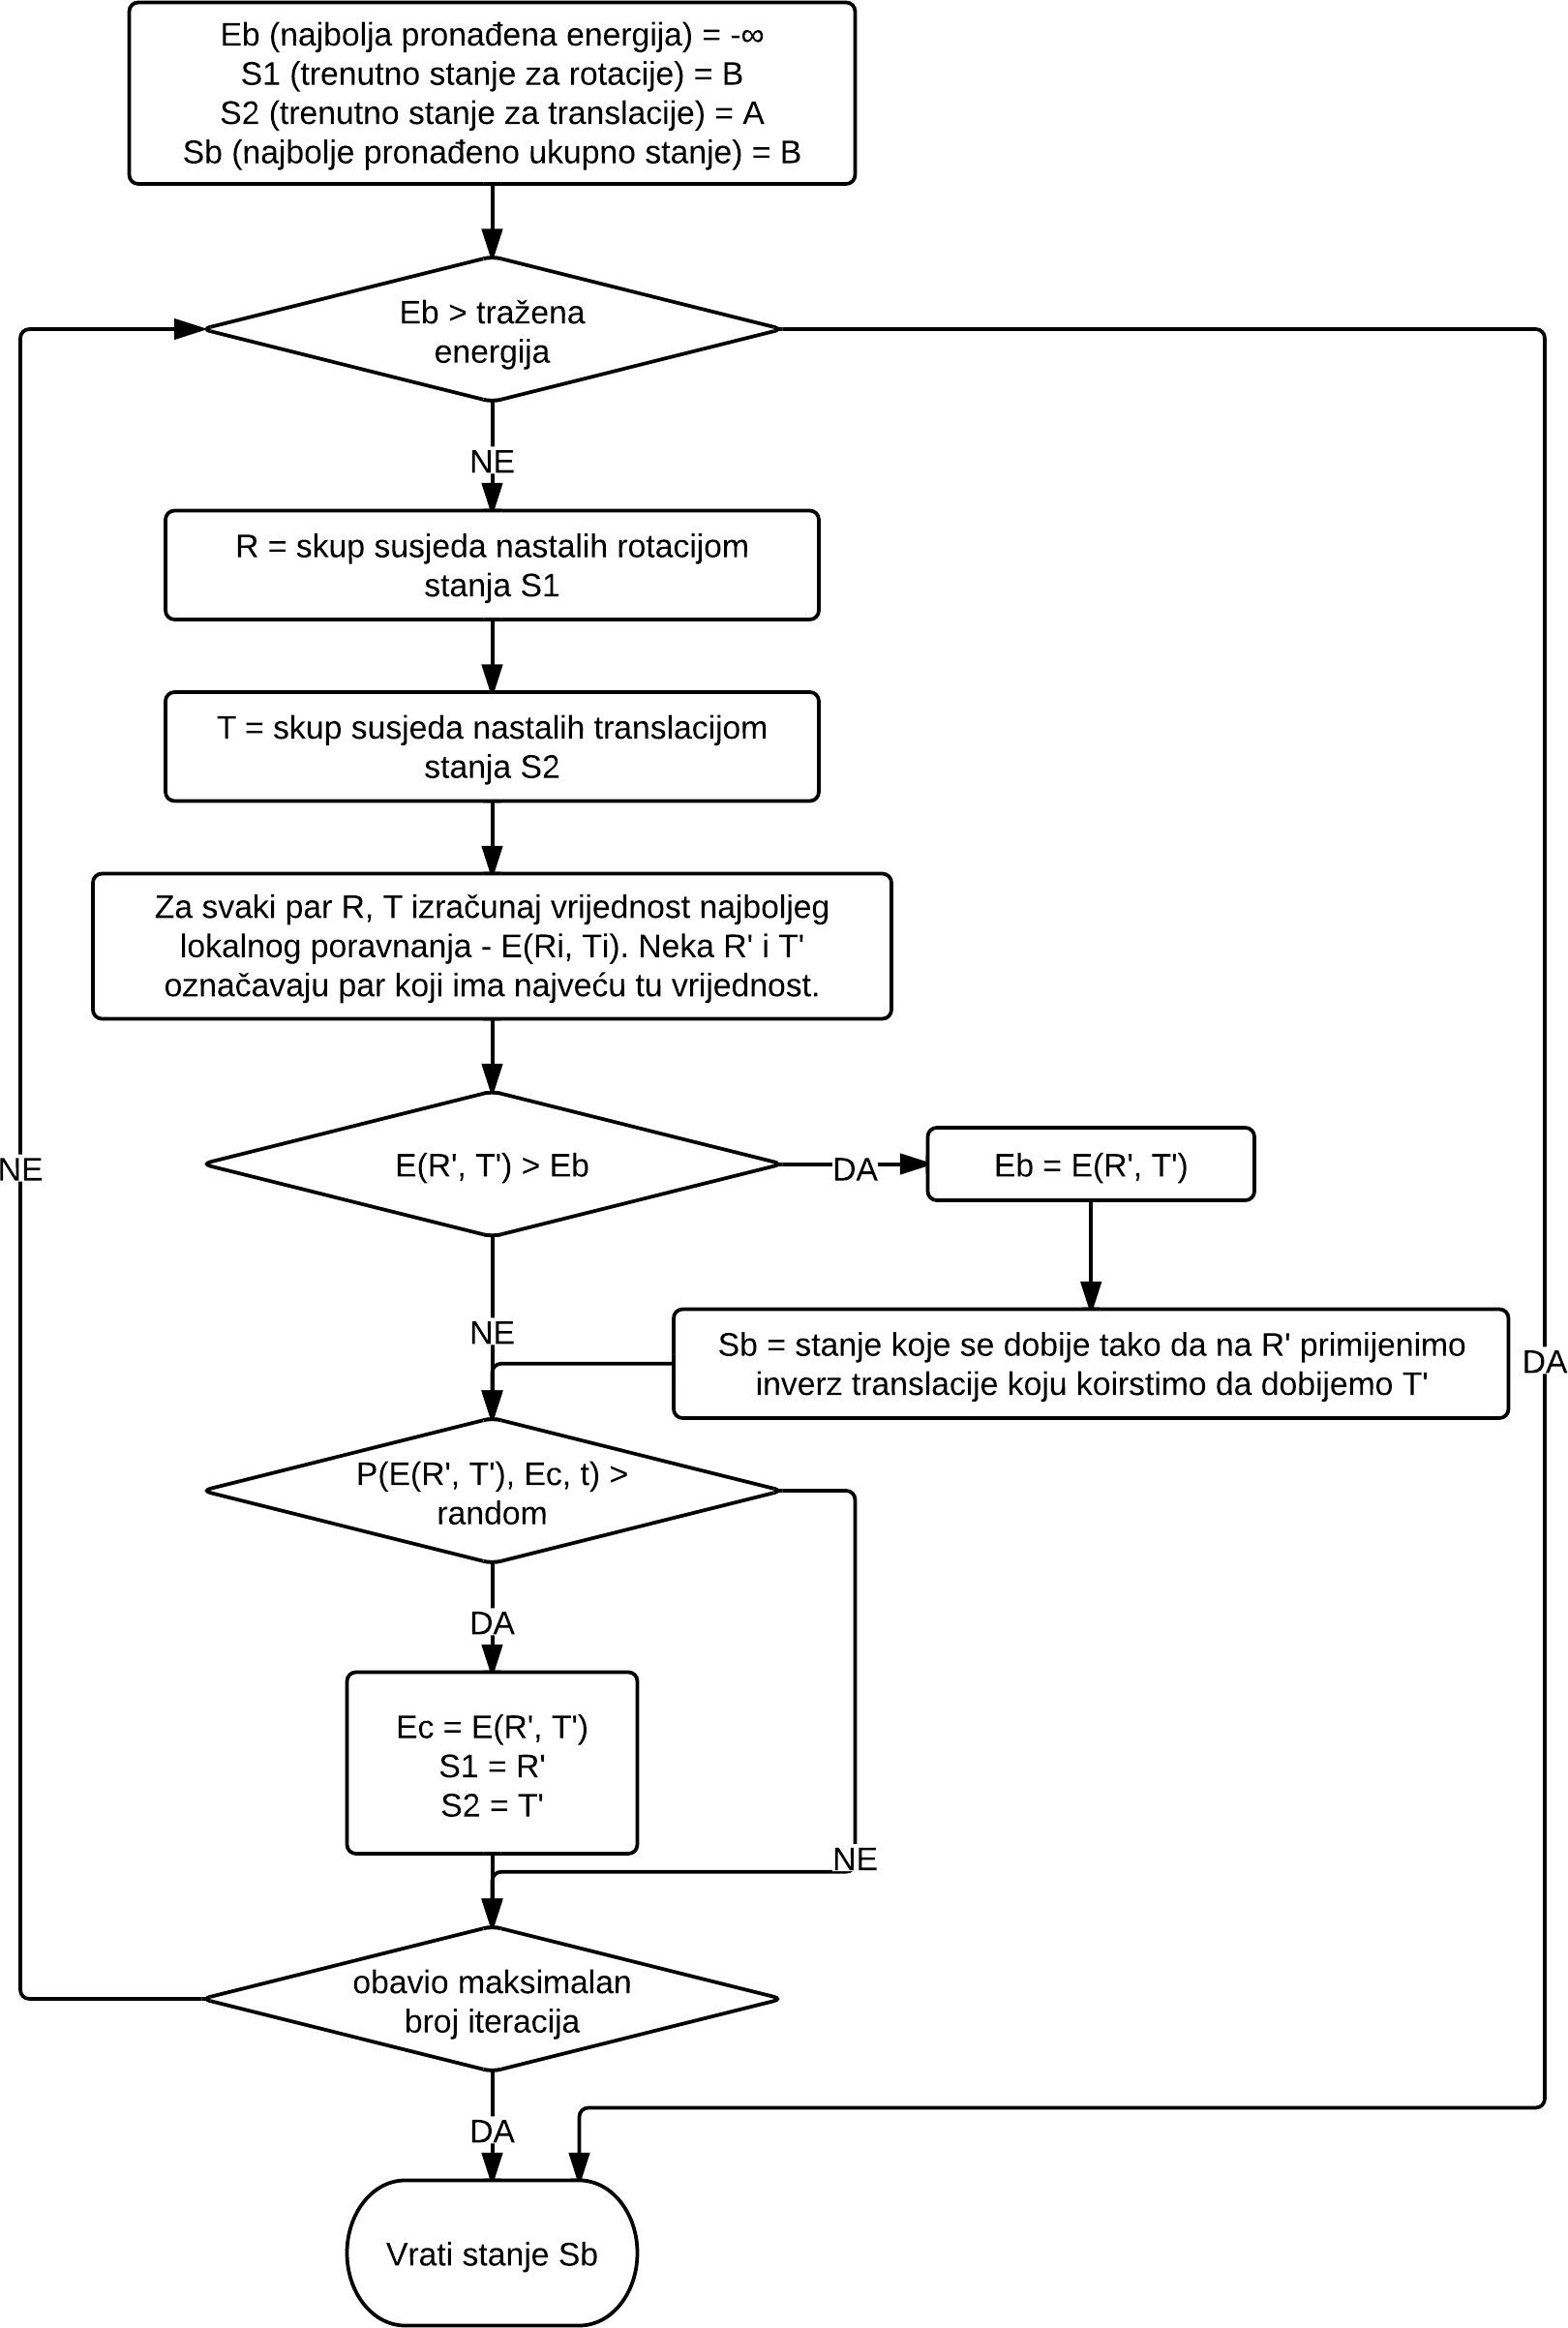 Eb (najbolja pronađena energija) = -∞
S1 (trenutno stanje za rotacije) = B
S2 (trenutno stanje za translacije) = A
Sb (najbolje pronađeno ukupno stanje) = B
Eb > tražena
energija
NE
R = skup susjeda nastalih rotacijom
stanja S1
T = skup susjeda nastalih translacijom
stanja S2
Za svaki par R, T izračunaj vrijednost najboljeg
lokalnog poravnanja - E(Ri, Ti). Neka R' i T'
označavaju par koji ima najveću tu vrijednost.
E(R', T') > Eb
DA
Eb = E(R', T')
NE
NE
Sb = stanje koje se dobije tako da na R' primijenimo
inverz translacije koju koirstimo da dobijemo T'
DA
P(E(R', T'), Ec, t) >
random
DA
Ec = E(R', T')
S1 = R'
S2 = T'
NE
obavio maksimalan
broj iteracija
DA
Vrati stanje Sb